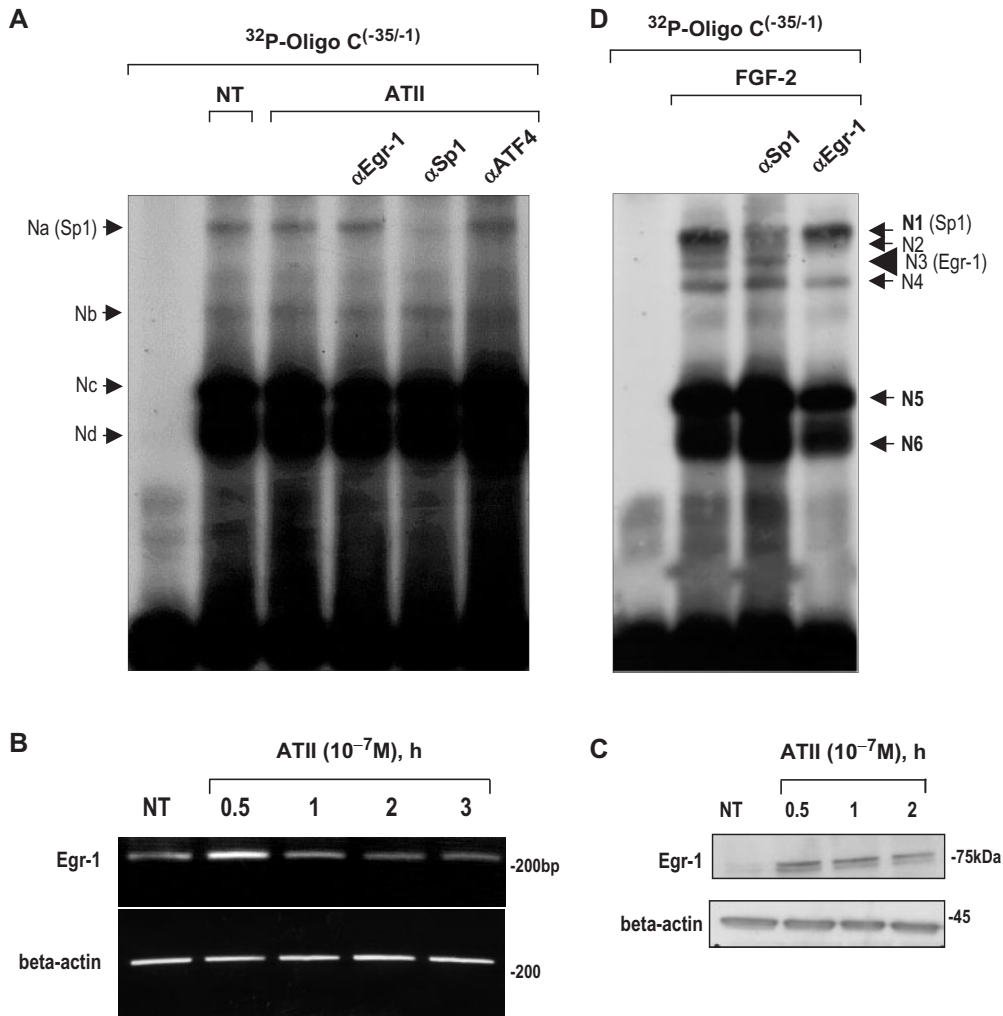 A
³²P-Oligo C⁽⁻³⁵/⁻¹⁾
NT
ATII
αEgr-1
αSp1
αATF4
Na (Sp1)
Nb
Nc
Nd
D
³²P-Oligo C⁽⁻³⁵/⁻¹⁾
FGF-2
αSp1
αEgr-1
N1 (Sp1)
N2
N3 (Egr-1)
N4
N5
N6
B
ATII (10⁻⁷M), h
NT 0.5 1 2 3
Egr-1
-200bp
beta-actin
-200
C
ATII (10⁻⁷M), h
NT 0.5 1 2
Egr-1
-75kDa
beta-actin
-45